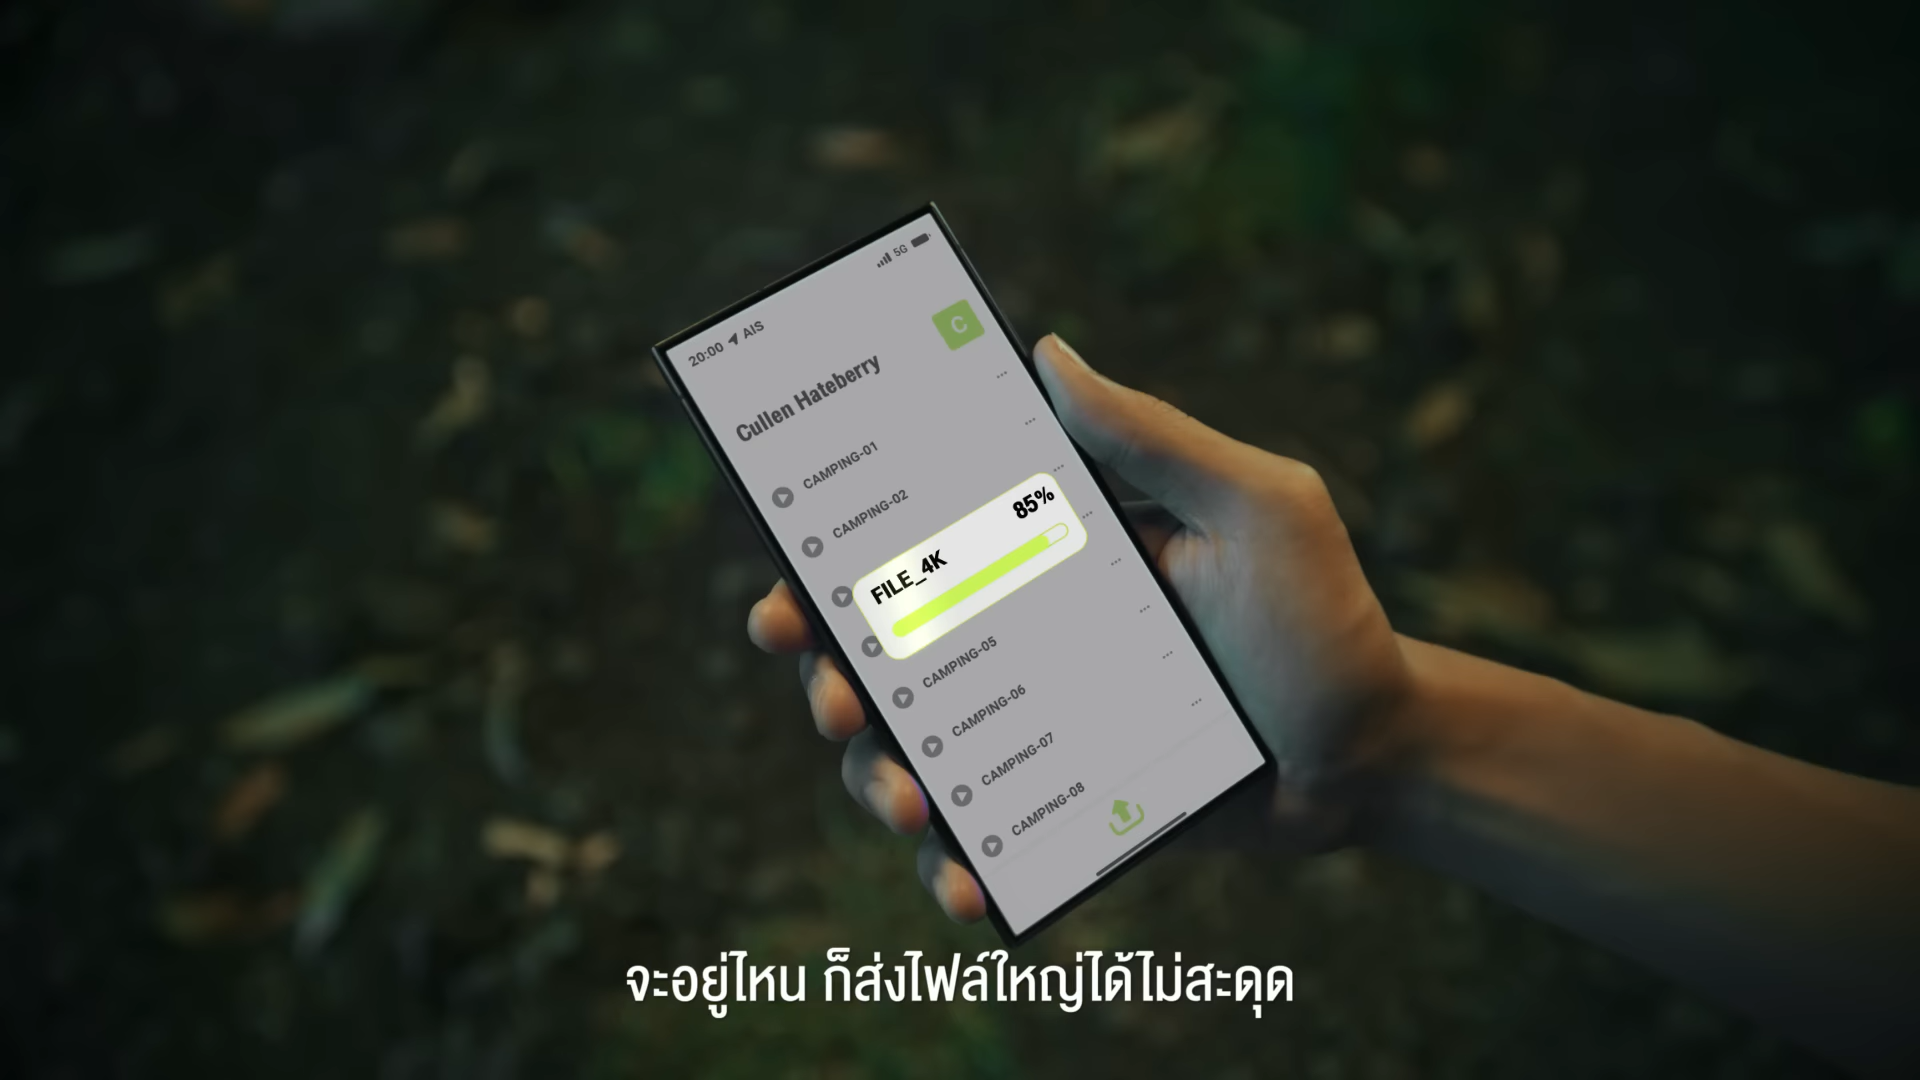 20:00 AIS 5G
C
Cullen Hateberry
CAMPING-01
CAMPING-02
85%
FILE_4K
CAMPING-05
CAMPING-06
CAMPING-07
CAMPING-08
จะอยู่ไหน ก็ส่งไฟล์ใหญ่ได้ไม่สะดุด